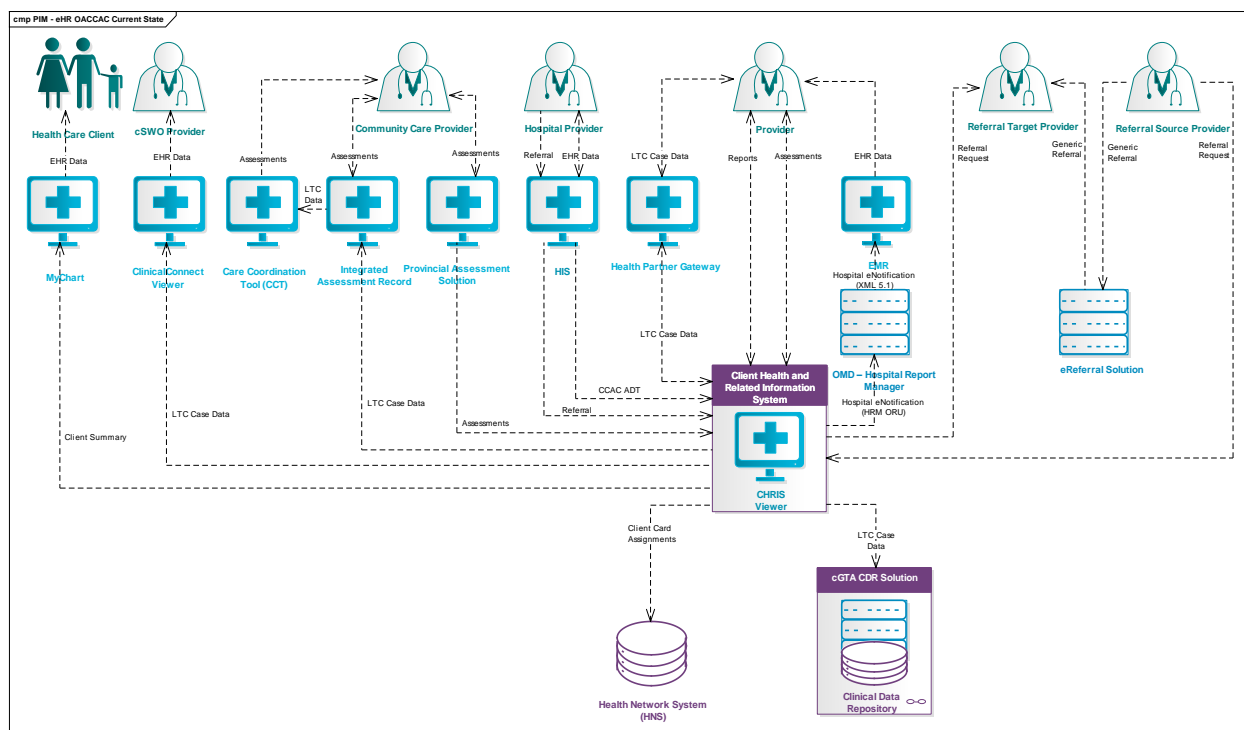 cmp PIM - eHR OACCAC Current State
Health Care Client
cSWO Provider
Community Care Provider
Hospital Provider
Provider
Referral Target Provider
Referral Source Provider
EHR Data
EHR Data
Assessments
Assessments
Assessments
Referral
EHR Data
LTC Case Data
Reports
Assessments
EHR Data
Referral
Request
Generic
Referral
Generic
Referral
Referral
Request
LTC
Data
MyChart
ClinicalConnect
Viewer
Care Coordination
Tool (CCT)
Integrated
Assessment Record
Provincial Assessment
Solution
HIS
Health Partner Gateway
EMR
Hospital eNotification
(XML 5.1)
OMD – Hospital Report
Manager
eReferral Solution
LTC Case Data
Client Health and
Related Information
System
CCAC ADT
Hospital eNotification
(HRM ORU)
LTC Case Data
Referral
LTC Case Data
Assessments
Client Summary
CHRIS
Viewer
Client Card
Assignments
LTC Case
Data
cGTA CDR Solution
Health Network System
(HNS)
Clinical Data
Repository